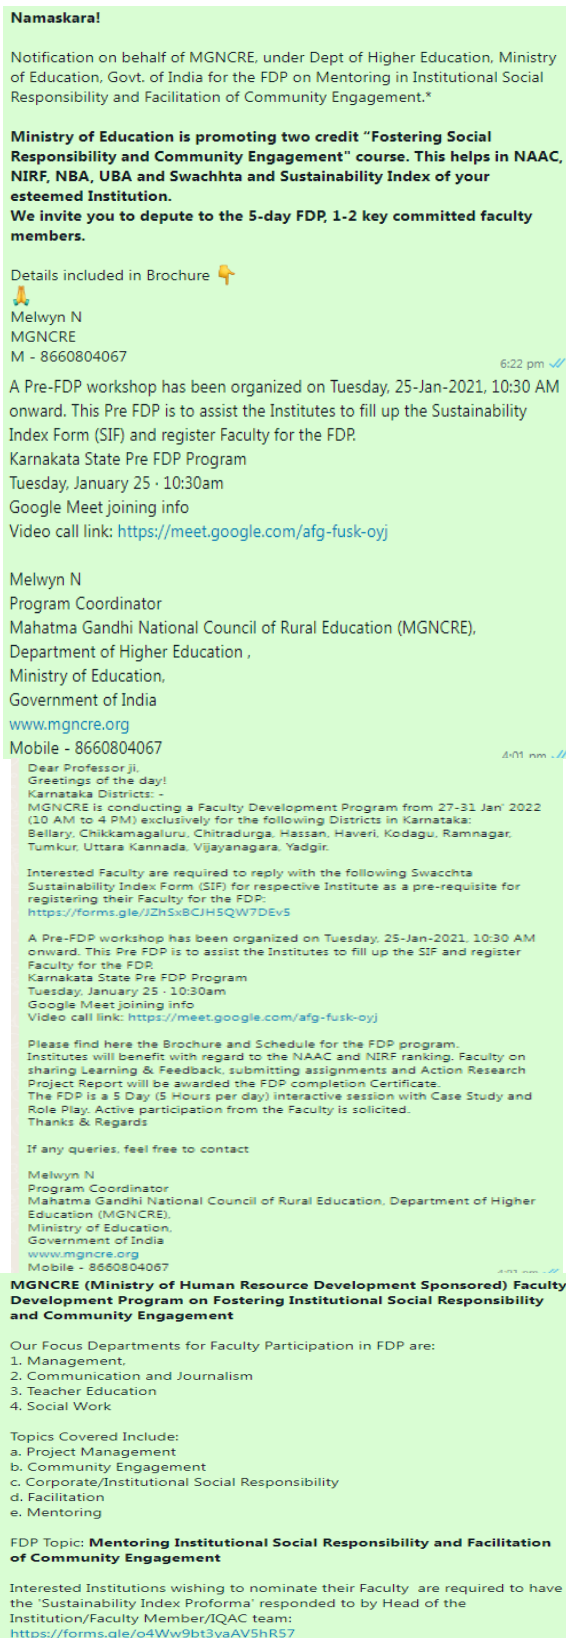 Namaskara!
Notification on behalf of MGNCRE, under Dept of Higher Education, Ministry
of Education, Govt. of India for the FDP on Mentoring in Institutional Social
Responsibility and Facilitation of Community Engagement.*
Ministry of Education is promoting two credit “Fostering Social
Responsibility and Community Engagement" course. This helps in NAAC,
NIRF, NBA, UBA and Swachhta and Sustainability Index of your
esteemed Institution.
We invite you to depute to the 5-day FDP, 1-2 key committed faculty
members.
Details included in Brochure 👇
🙏
Melwyn N
MGNCRE
M - 8660804067
6:22 pm
A Pre-FDP workshop has been organized on Tuesday, 25-Jan-2021, 10:30 AM
onward. This Pre FDP is to assist the Institutes to fill up the Sustainability
Index Form (SIF) and register Faculty for the FDP.
Karnakata State Pre FDP Program
Tuesday, January 25 · 10:30am
Google Meet joining info
Video call link: https://meet.google.com/afg-fusk-oyj
Melwyn N
Program Coordinator
Mahatma Gandhi National Council of Rural Education (MGNCRE),
Department of Higher Education ,
Ministry of Education,
Government of India
www.mgncre.org
Mobile - 8660804067
4:01 pm
Dear Professor ji,
Greetings of the day!
Karnataka Districts: -
MGNCRE is conducting a Faculty Development Program from 27-31 Jan' 2022
(10 AM to 4 PM) exclusively for the following Districts in Karnataka:
Bellary, Chikkamagaluru, Chitradurga, Hassan, Haveri, Kodagu, Ramnagar,
Tumkur, Uttara Kannada, Vijayanagara, Yadgir.
Interested Faculty are required to reply with the following Swacchta
Sustainability Index Form (SIF) for respective Institute as a pre-requisite for
registering their Faculty for the FDP:
https://forms.gle/JZhSxBCJH5QW7DEv5
A Pre-FDP workshop has been organized on Tuesday, 25-Jan-2021, 10:30 AM
onward. This Pre FDP is to assist the Institutes to fill up the SIF and register
Faculty for the FDP.
Karnakata State Pre FDP Program
Tuesday, January 25 · 10:30am
Google Meet joining info
Video call link: https://meet.google.com/afg-fusk-oyj
Please find here the Brochure and Schedule for the FDP program.
Institutes will benefit with regard to the NAAC and NIRF ranking. Faculty on
sharing Learning & Feedback, submitting assignments and Action Research
Project Report will be awarded the FDP completion Certificate.
The FDP is a 5 Day (5 Hours per day) interactive session with Case Study and
Role Play. Active participation from the Faculty is solicited.
Thanks & Regards
If any queries, feel free to contact
Melwyn N
Program Coordinator
Mahatma Gandhi National Council of Rural Education, Department of Higher
Education (MGNCRE),
Ministry of Education,
Government of India
www.mgncre.org
Mobile - 8660804067
MGNCRE (Ministry of Human Resource Development Sponsored) Faculty
Development Program on Fostering Institutional Social Responsibility
and Community Engagement
Our Focus Departments for Faculty Participation in FDP are:
1. Management,
2. Communication and Journalism
3. Teacher Education
4. Social Work
Topics Covered Include:
a. Project Management
b. Community Engagement
c. Corporate/Institutional Social Responsibility
d. Facilitation
e. Mentoring
FDP Topic: Mentoring Institutional Social Responsibility and Facilitation
of Community Engagement
Interested Institutions wishing to nominate their Faculty are required to have
the 'Sustainability Index Proforma' responded to by Head of the
Institution/Faculty Member/IQAC team:
https://forms.gle/o4Ww9bt3yaAV5hR57